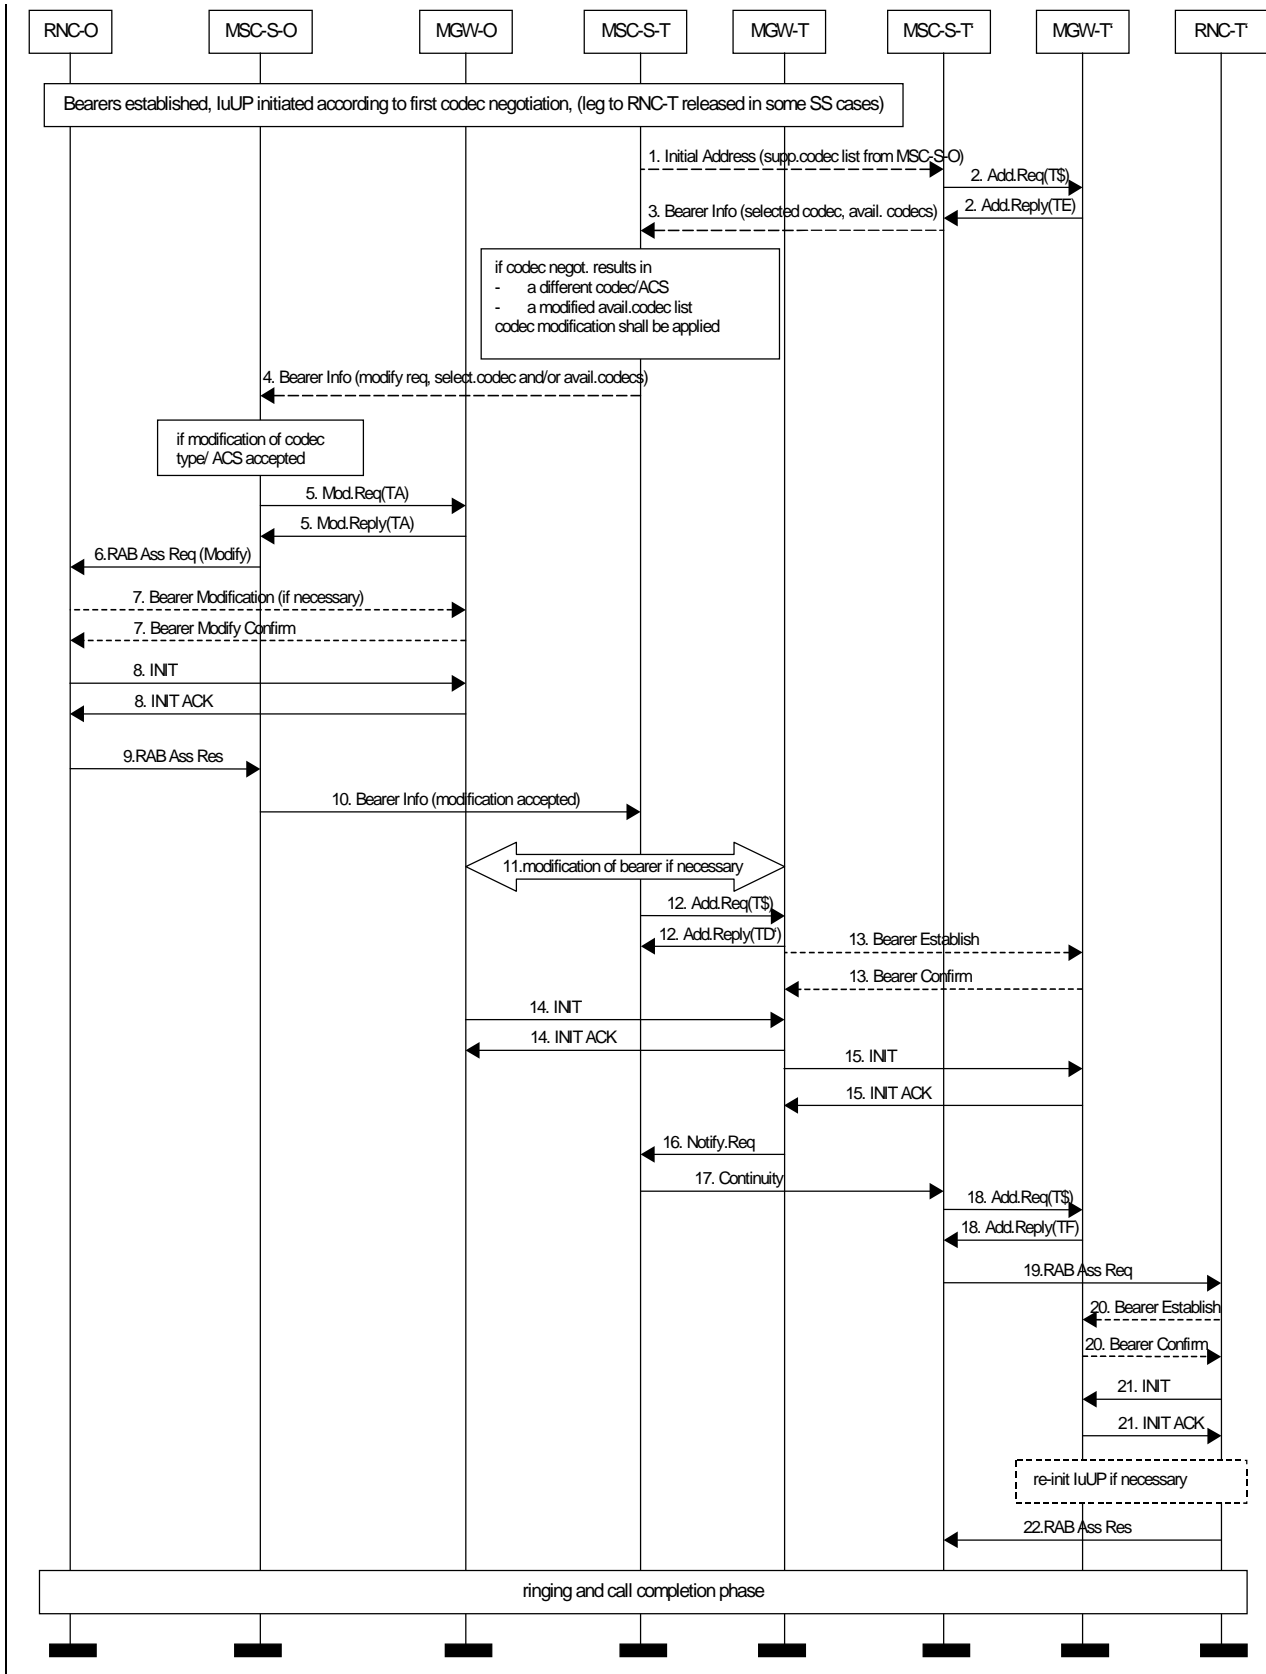 RNC-O
MSC-S-O
MGW-O
MSC-S-T
MGW-T
MSC-S-T‘
MGW-T‘
RNC-T‘
Bearers established, IuUP initiated according to first codec negotiation, (leg to RNC-T released in some SS cases)
1. Initial Address (supp.codec list from MSC-S-O)
2. Add.Req(T$)
2. Add.Reply(TE)
3. Bearer Info (selected codec, avail. codecs)
if codec negot. results in
- a different codec/ACS
- a modified avail.codec list
codec modification shall be applied
4. Bearer Info (modify req, select.codec and/or avail.codecs)
if modification of codec
type/ ACS accepted
5. Mod.Req(TA)
5. Mod.Reply(TA)
6.RAB Ass Req (Modify)
7. Bearer Modification (if necessary)
7. Bearer Modify Confirm
8. INIT
8. INIT ACK
9.RAB Ass Res
10. Bearer Info (modification accepted)
11.modification of bearer if necessary
12. Add.Req(T$)
12. Add.Reply(TD‘)
13. Bearer Establish
13. Bearer Confirm
14. INIT
14. INIT ACK
15. INIT
15. INIT ACK
16. Notify.Req
17. Continuity
18. Add.Req(T$)
18. Add.Reply(TF)
19.RAB Ass Req
20. Bearer Establish
20. Bearer Confirm
21. INIT
21. INIT ACK
re-init IuUP if necessary
22.RAB Ass Res
ringing and call completion phase